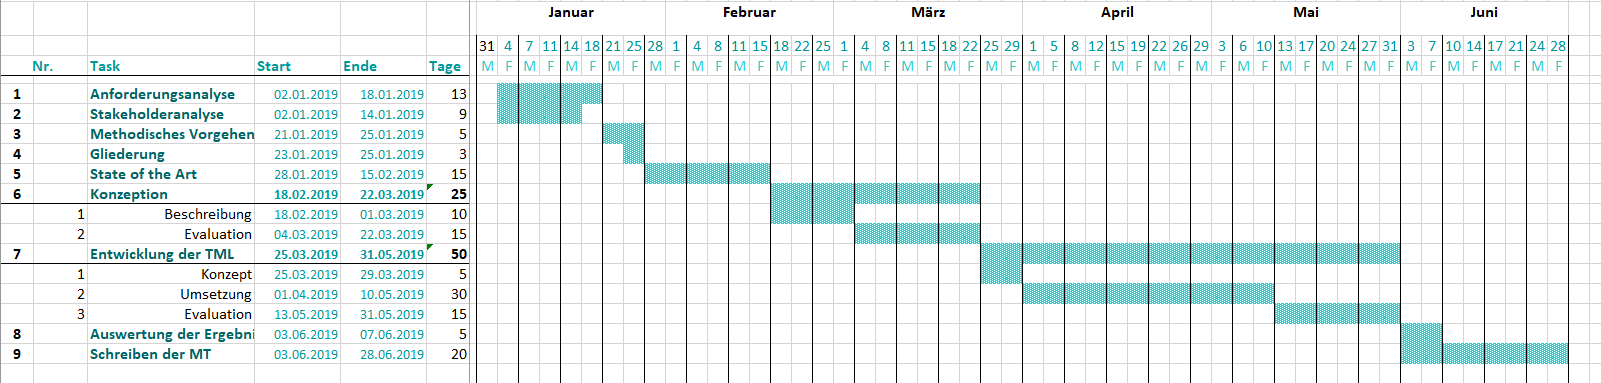 Januar Februar März April Mai Juni
31 4 7 11 14 18 21 25 28 1 4 8 11 15 18 22 25 1 4 8 11 15 18 22 25 29 1 5 8 12 15 19 22 26 29 3 6 10 13 17 20 24 27 31 3 7 10 14 17 21 24 28
Nr. Task Start Ende Tage M F M F M F M F M F M F M F M F M F M F M F M F M F M F M F M F M F M F M F M F M F M F M F M F M F M F
1 Anforderungsanalyse 02.01.2019 18.01.2019 13
2 Stakeholderanalyse 02.01.2019 14.01.2019 9
3 Methodisches Vorgehen 21.01.2019 25.01.2019 5
4 Gliederung 23.01.2019 25.01.2019 3
5 State of the Art 28.01.2019 15.02.2019 15
6 Konzeption 18.02.2019 22.03.2019 25
1 Beschreibung 18.02.2019 01.03.2019 10
2 Evaluation 04.03.2019 22.03.2019 15
7 Entwicklung der TML 25.03.2019 31.05.2019 50
1 Konzept 25.03.2019 29.03.2019 5
2 Umsetzung 01.04.2019 10.05.2019 30
3 Evaluation 13.05.2019 31.05.2019 15
8 Auswertung der Ergebni 03.06.2019 07.06.2019 5
9 Schreiben der MT 03.06.2019 28.06.2019 20